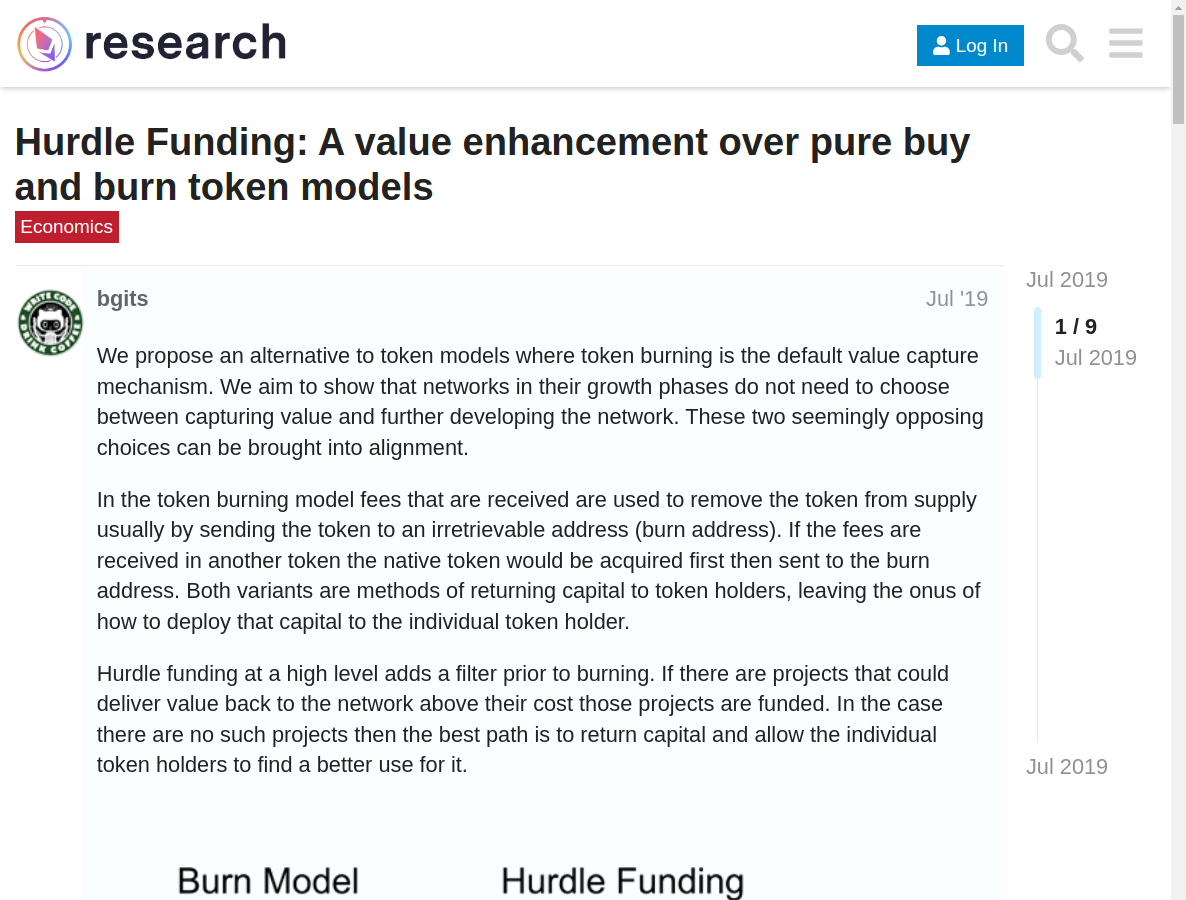 research
Log In
Hurdle Funding: A value enhancement over pure buy
and burn token models
Economics
bgits
Jul '19
We propose an alternative to token models where token burning is the default value capture
mechanism. We aim to show that networks in their growth phases do not need to choose
between capturing value and further developing the network. These two seemingly opposing
choices can be brought into alignment.
In the token burning model fees that are received are used to remove the token from supply
usually by sending the token to an irretrievable address (burn address). If the fees are
received in another token the native token would be acquired first then sent to the burn
address. Both variants are methods of returning capital to token holders, leaving the onus of
how to deploy that capital to the individual token holder.
Hurdle funding at a high level adds a filter prior to burning. If there are projects that could
deliver value back to the network above their cost those projects are funded. In the case
there are no such projects then the best path is to return capital and allow the individual
token holders to find a better use for it.
Burn Model
Hurdle Funding
Jul 2019
1 / 9
Jul 2019
Jul 2019
WRITE CODE
DRINK COFFEE